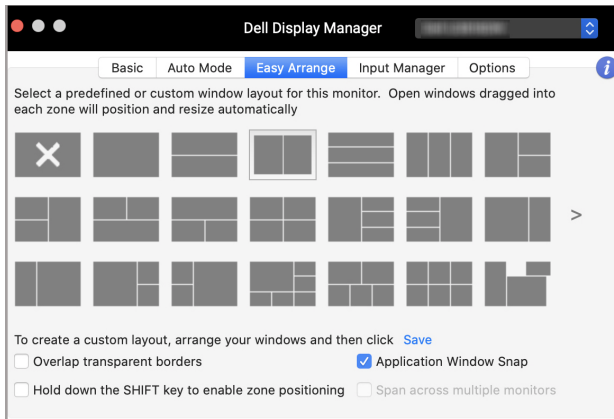 Dell Display Manager
Basic Auto Mode Easy Arrange Input Manager Options i
Select a predefined or custom window layout for this monitor. Open windows dragged into
each zone will position and resize automatically
>
To create a custom layout, arrange your windows and then click Save
Overlap transparent borders Application Window Snap
Hold down the SHIFT key to enable zone positioning Span across multiple monitors